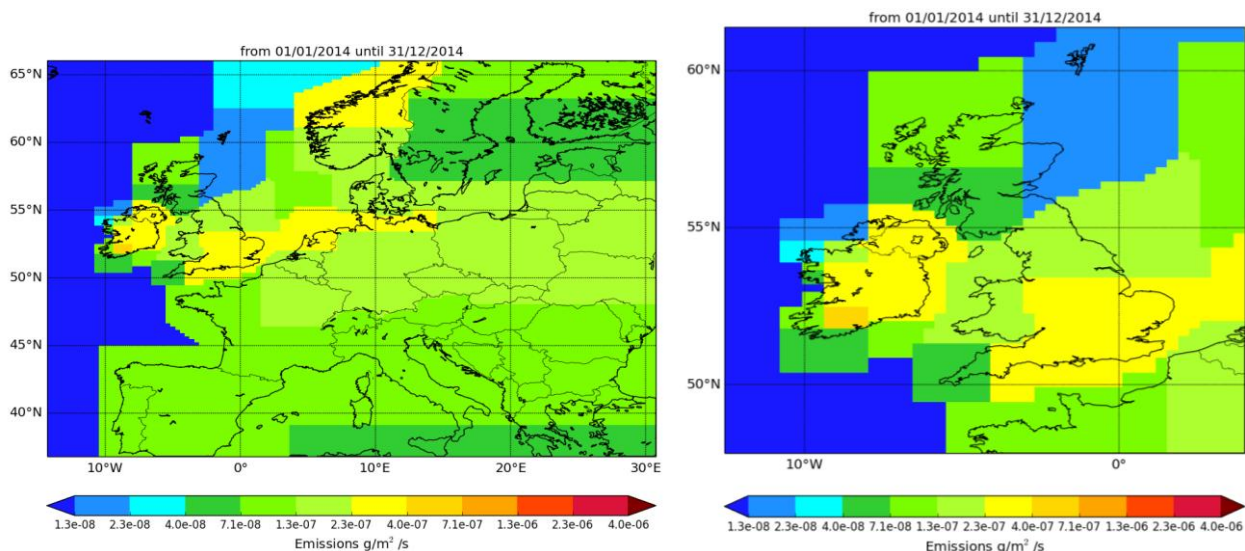 from 01/01/2014 until 31/12/2014
65°N
60°N
55°N
50°N
45°N
40°N
10°W 0° 10°E 20°E 30°E
1.3e-08 2.3e-08 4.0e-08 7.1e-08 1.3e-07 2.3e-07 4.0e-07 7.1e-07 1.3e-06 2.3e-06 4.0e-06
Emissions g/m² /s
from 01/01/2014 until 31/12/2014
60°N
55°N
50°N
10°W 0°
1.3e-08 2.3e-08 4.0e-08 7.1e-08 1.3e-07 2.3e-07 4.0e-07 7.1e-07 1.3e-06 2.3e-06 4.0e-06
Emissions g/m² /s